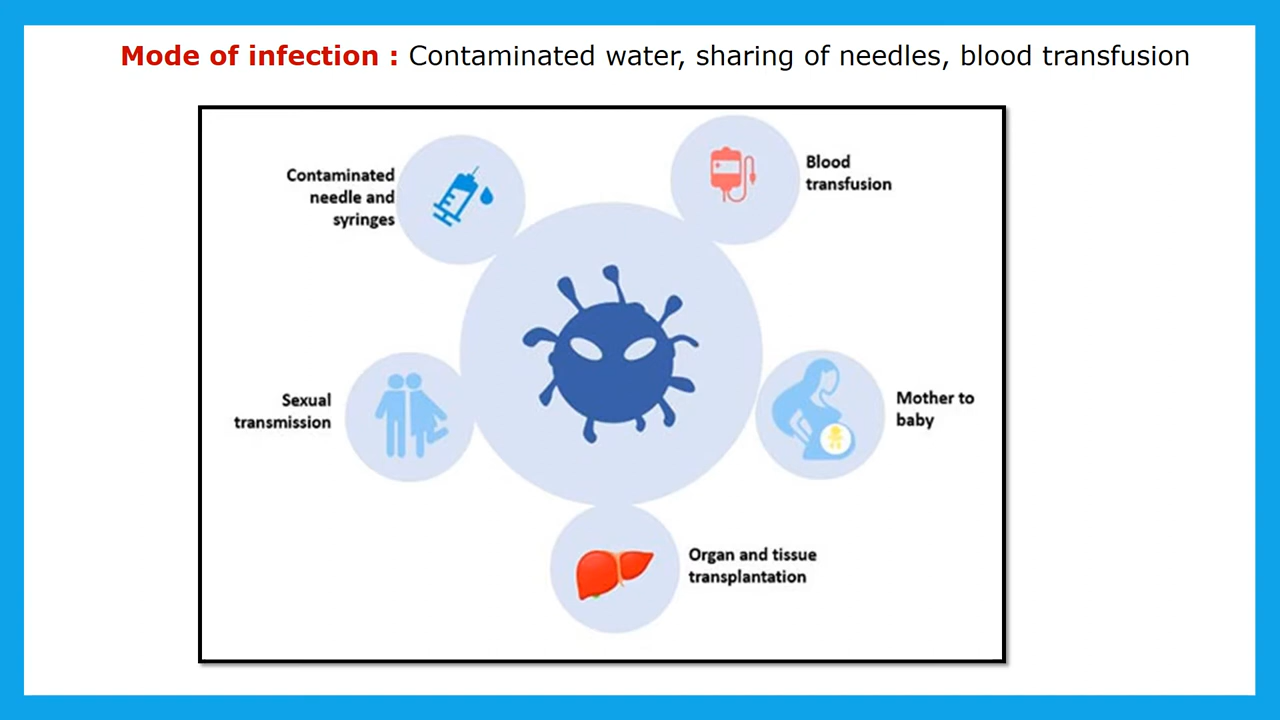 Mode of infection : Contaminated water, sharing of needles, blood transfusion
Contaminated
needle and
syringes
Blood
transfusion
Sexual
transmission
Mother to
baby
Organ and tissue
transplantation